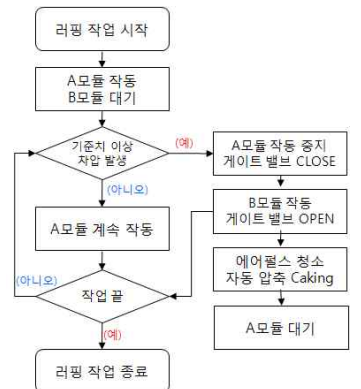 러핑 작업 시작
A모듈 작동
B모듈 대기
기준치 이상
차압 발생
(예)
A모듈 작동 중지
게이트 밸브 CLOSE
(아니오)
B모듈 작동
게이트 밸브 OPEN
A모듈 계속 작동
에어펄스 청소
자동 압축 Caking
(아니오)
작업 끝
A모듈 대기
(예)
러핑 작업 종료